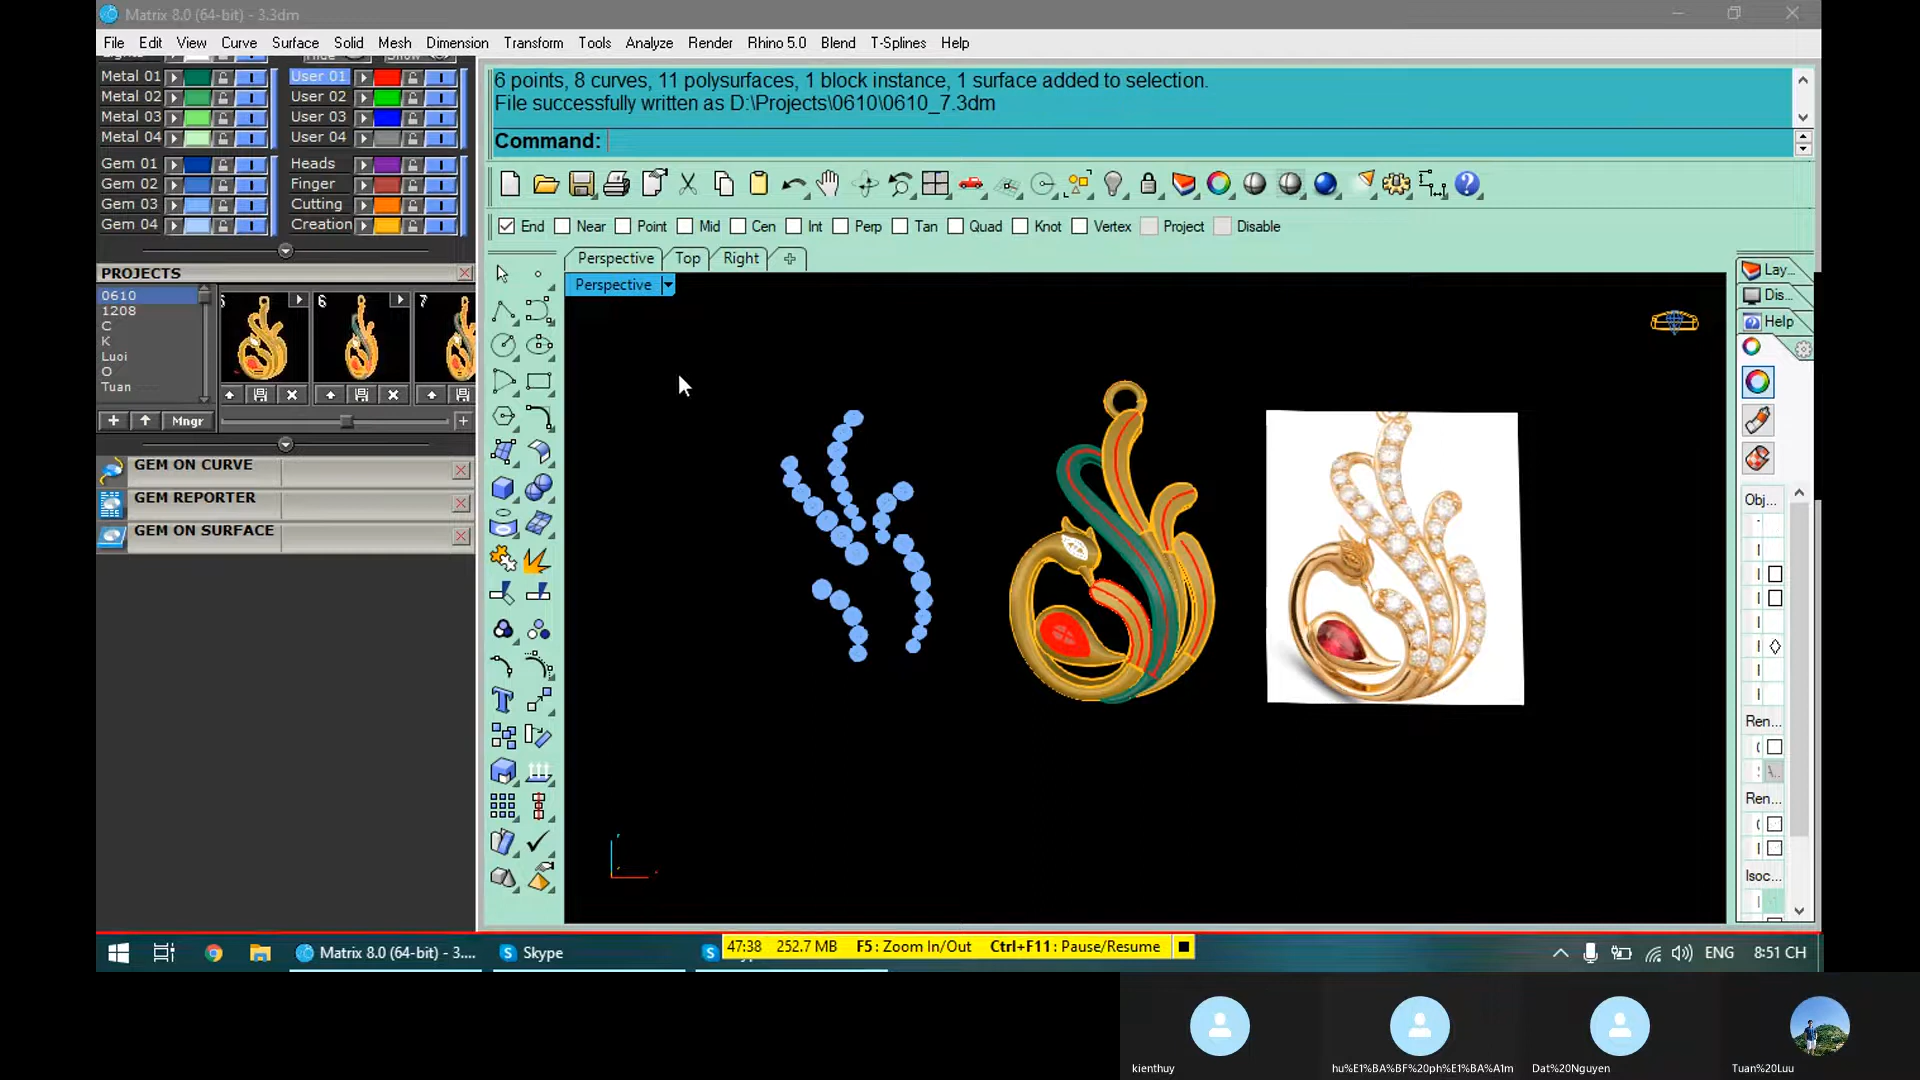 Matrix 8.0 (64-bit) - 3.3dm
File Edit View Curve Surface Solid Mesh Dimension Transform Tools Analyze Render Rhino 5.0 Blend T-Splines Help
Metal 01 User 01
Metal 02 User 02
Metal 03 User 03
Metal 04 User 04
Gem 01 Heads
Gem 02 Finger
Gem 03 Cutting
Gem 04 Creation
6 points, 8 curves, 11 polysurfaces, 1 block instance, 1 surface added to selection.
File successfully written as D:\Projects\0610\0610_7.3dm
Command:
End Near Point Mid Cen Int Perp Tan Quad Knot Vertex Project Disable
Perspective Top Right
Perspective
PROJECTS
0610
1208
C
K
Luoi
O
Tuan
6 7
Mngr
GEM ON CURVE
GEM REPORTER
GEM ON SURFACE
Lay...
Dis...
Help
Obj...
Ren...
Ren...
Isoc...
Matrix 8.0 (64-bit) - 3....
Skype
47:38 252.7 MB F5: Zoom In/Out Ctrl+F11: Pause/Resume
ENG 8:51 CH
kienthuy
hu%E1%BA%BF%20ph%E1%BA%A1m
Dat%20Nguyen
Tuan%20Luu